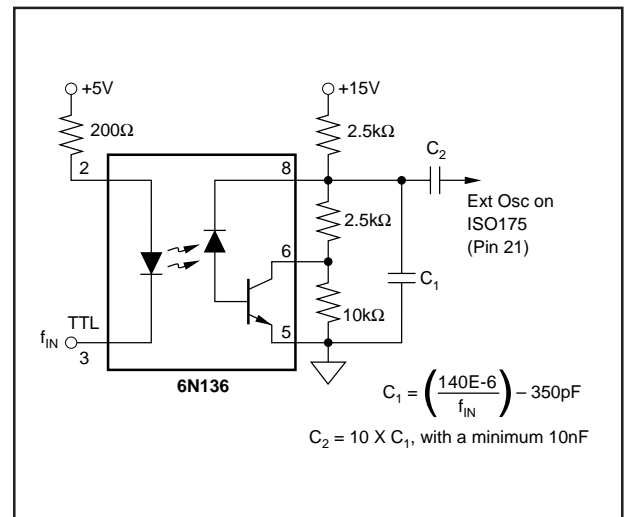 +5V
+15V
200Ω
2.5kΩ
C2
2
8
Ext Osc on
ISO175
(Pin 21)
2.5kΩ
6
C1
10kΩ
TTL
fIN
3
5
6N136
C1 = (140E-6 / fIN) – 350pF
C2 = 10 X C1, with a minimum 10nF